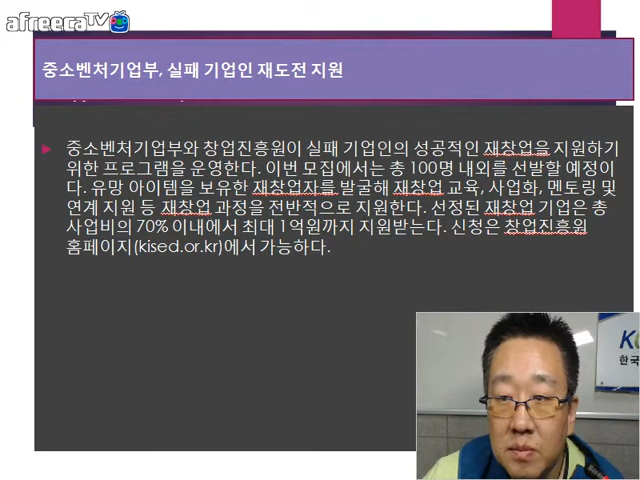 afreecaTV
중소벤처기업부, 실패 기업인 재도전 지원
중소벤처기업부와 창업진흥원이 실패 기업인의 성공적인 재창업을 지원하기
위한 프로그램을 운영한다. 이번 모집에서는 총 100명 내외를 선발할 예정이
다. 유망 아이템을 보유한 재창업자를 발굴해 재창업 교육, 사업화, 멘토링 및
연계 지원 등 재창업 과정을 전반적으로 지원한다. 선정된 재창업 기업은 총
사업비의 70% 이내에서 최대 1억원까지 지원받는다. 신청은 창업진흥원
홈페이지(kised.or.kr)에서 가능하다.
한국